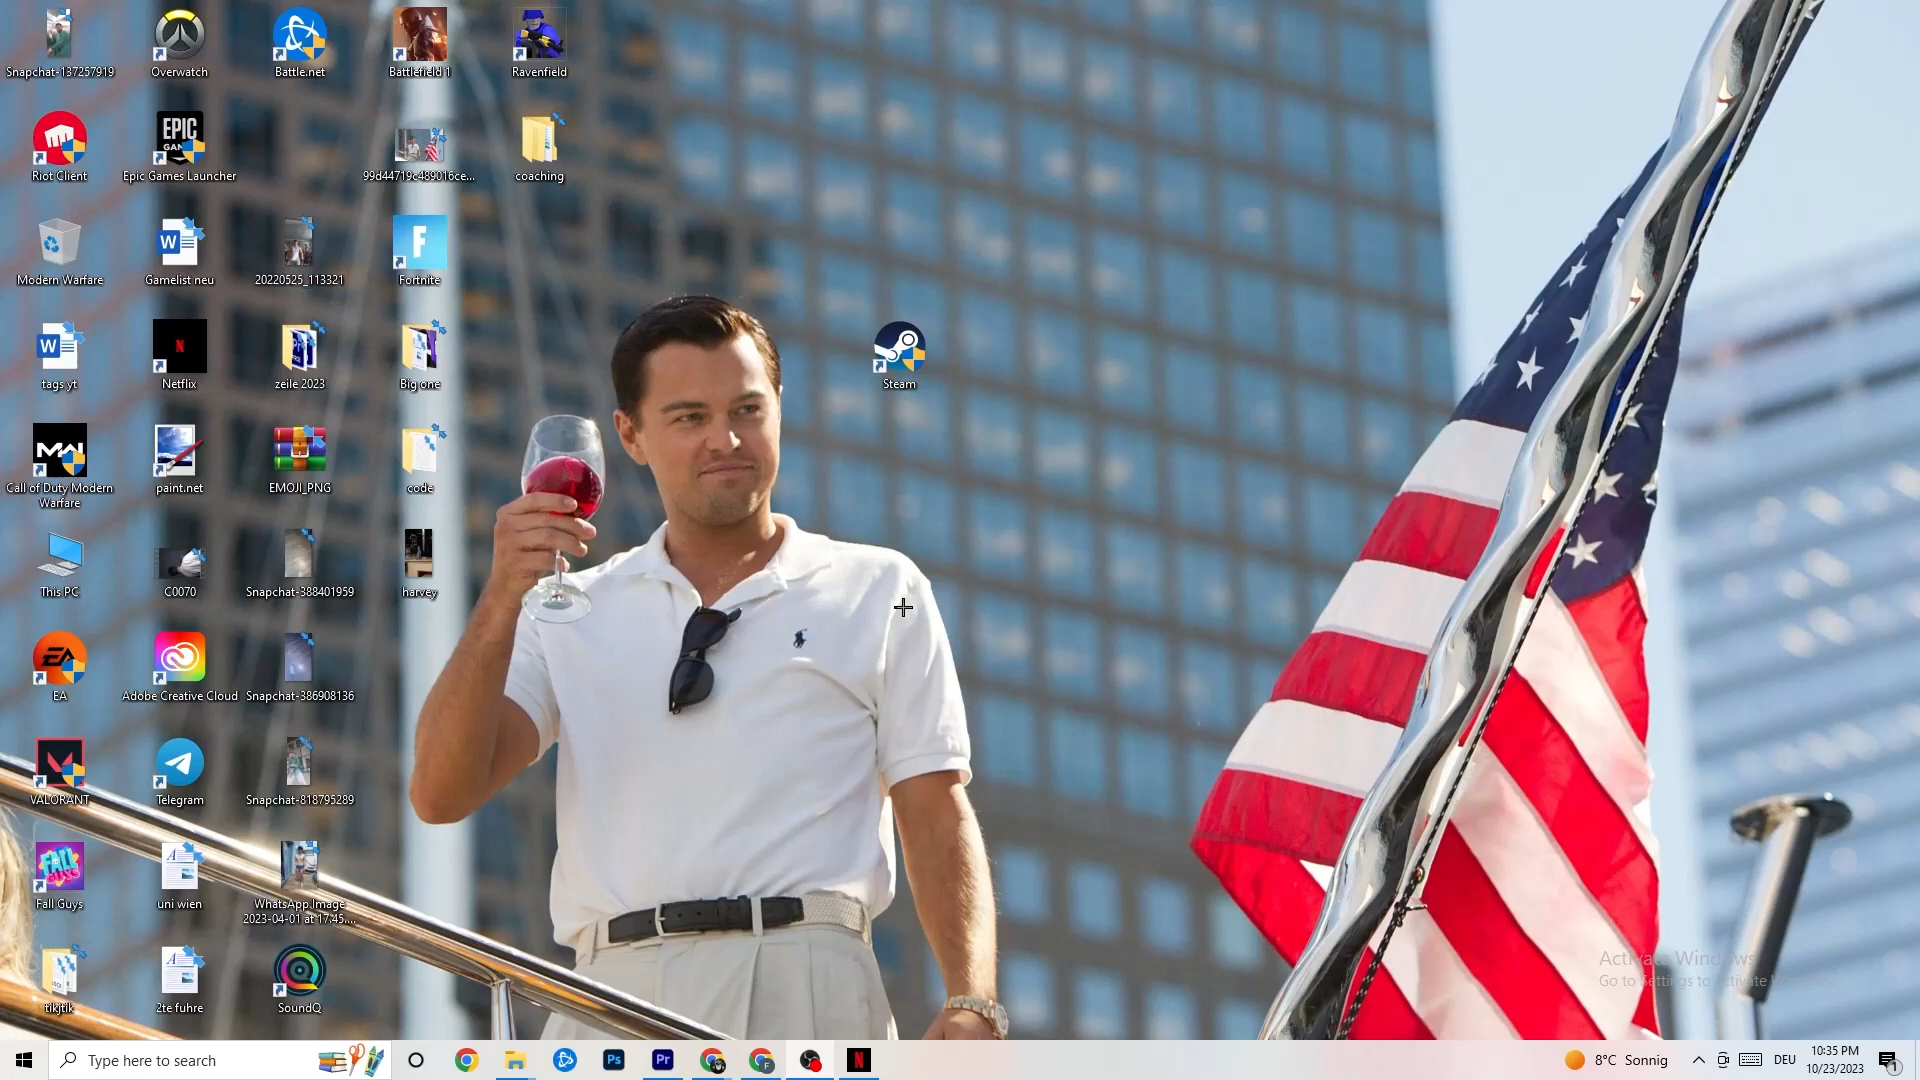 Snapchat-137257919
Overwatch
Battle.net
Battlefield 1
Ravenfield
Riot Client
EPIC
GAMES
Epic Games Launcher
99d44719c489016ce...
coaching
Modern Warfare
Gamelist neu
20220525_113321
Fortnite
tags yt
Netflix
zeile 2023
Big one
Steam
Call of Duty Modern
Warfare
paint.net
EMOJI_PNG
code
This PC
C0070
Snapchat-388401959
harvey
EA
Adobe Creative Cloud
Snapchat-386908136
VALORANT
Telegram
Snapchat-818795289
Fall Guys
uni wien
WhatsApp Image
2023-04-01 at 17.45....
tikjtik
2te fuhre
SoundQ
Activate Windows
Go to Settings to activate
Type here to search
Ps
Pr
8°C Sonnig
DEU
10:35 PM
10/23/2023